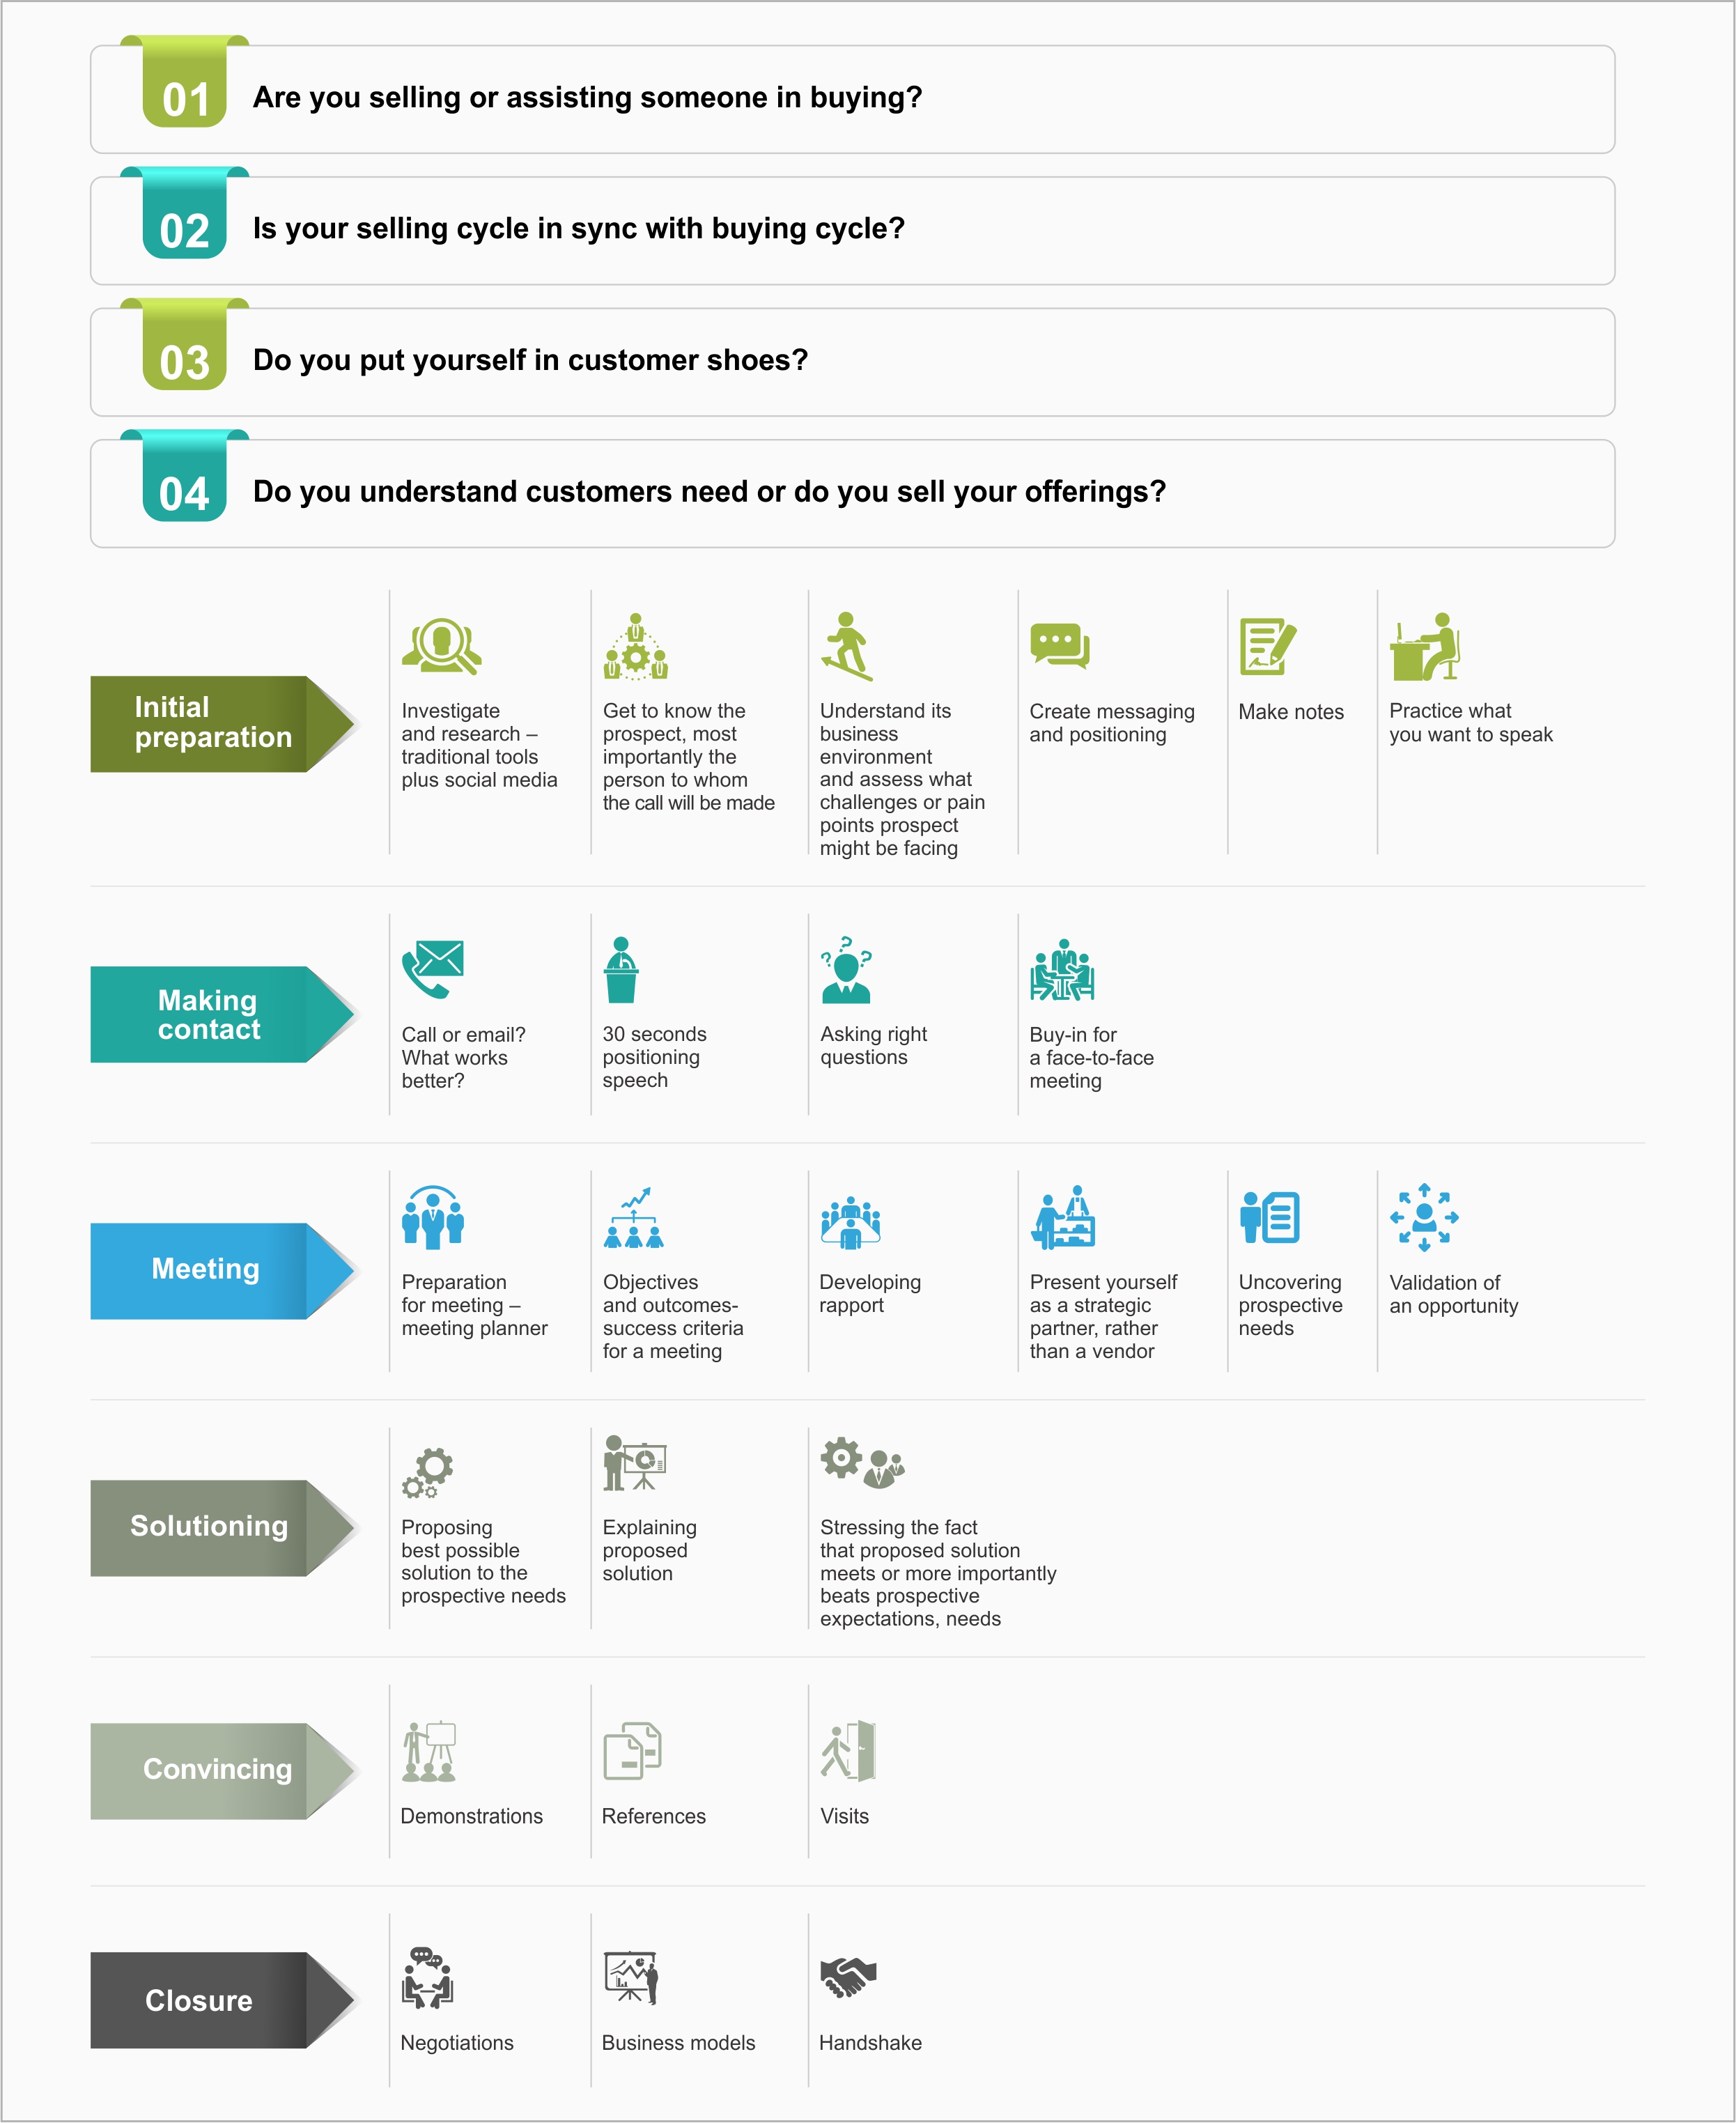 01
Are you selling or assisting someone in buying?
02
Is your selling cycle in sync with buying cycle?
03
Do you put yourself in customer shoes?
04
Do you understand customers need or do you sell your offerings?
Initial
preparation
Investigate
and research –
traditional tools
plus social media
Get to know the
prospect, most
importantly the
person to whom
the call will be made
Understand its
business
environment
and assess what
challenges or pain
points prospect
might be facing
Create messaging
and positioning
Make notes
Practice what
you want to speak
Making
contact
Call or email?
What works
better?
30 seconds
positioning
speech
? ? ?
Asking right
questions
Buy-in for
a face-to-face
meeting
Meeting
Preparation
for meeting –
meeting planner
Objectives
and outcomes-
success criteria
for a meeting
Developing
rapport
Present yourself
as a strategic
partner, rather
than a vendor
Uncovering
prospective
needs
Validation of
an opportunity
Solutioning
Proposing
best possible
solution to the
prospective needs
Explaining
proposed
solution
Stressing the fact
that proposed solution
meets or more importantly
beats prospective
expectations, needs
Convincing
Demonstrations
References
Visits
Closure
Negotiations
Business models
Handshake